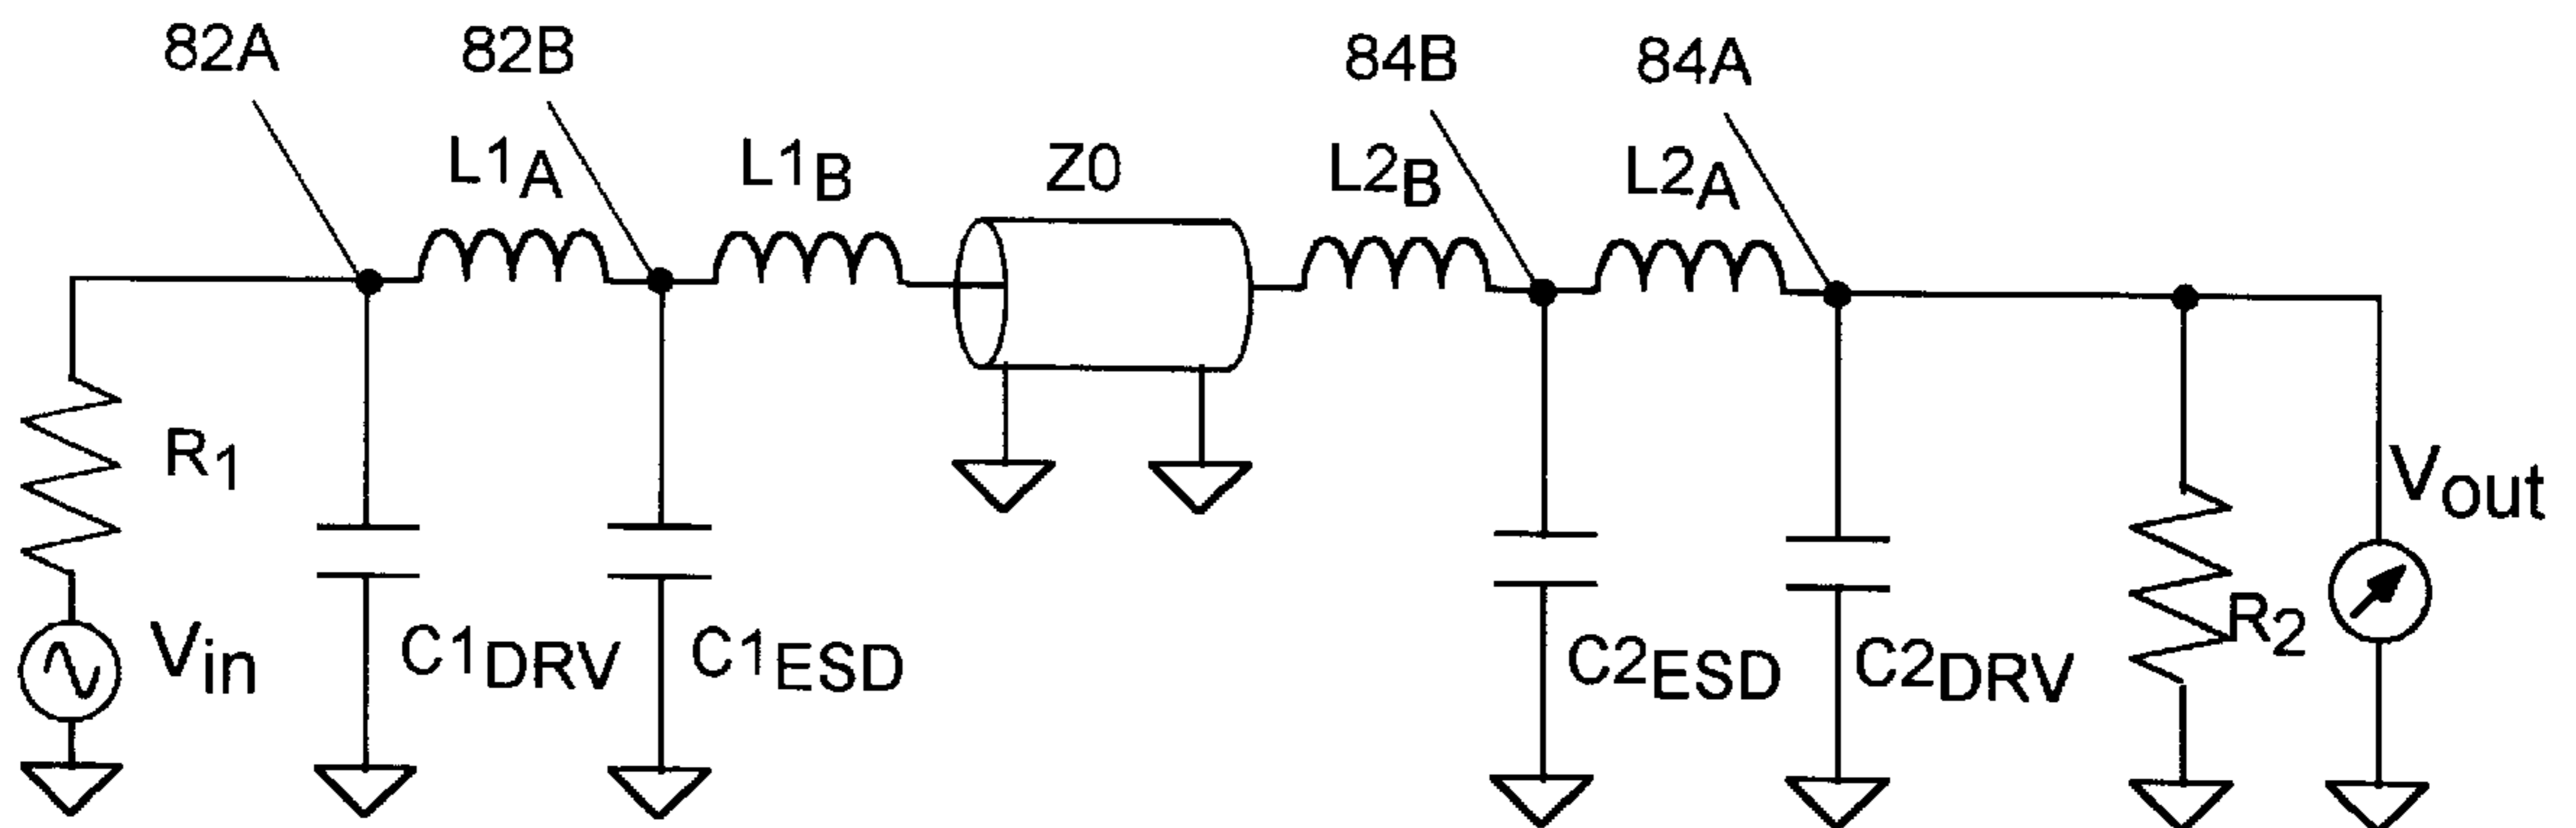 82A 82B 84B 84A
L1A L1B Z0 L2B L2A
R1 Vout
Vin C1DRV C1ESD C2ESD C2DRV R2